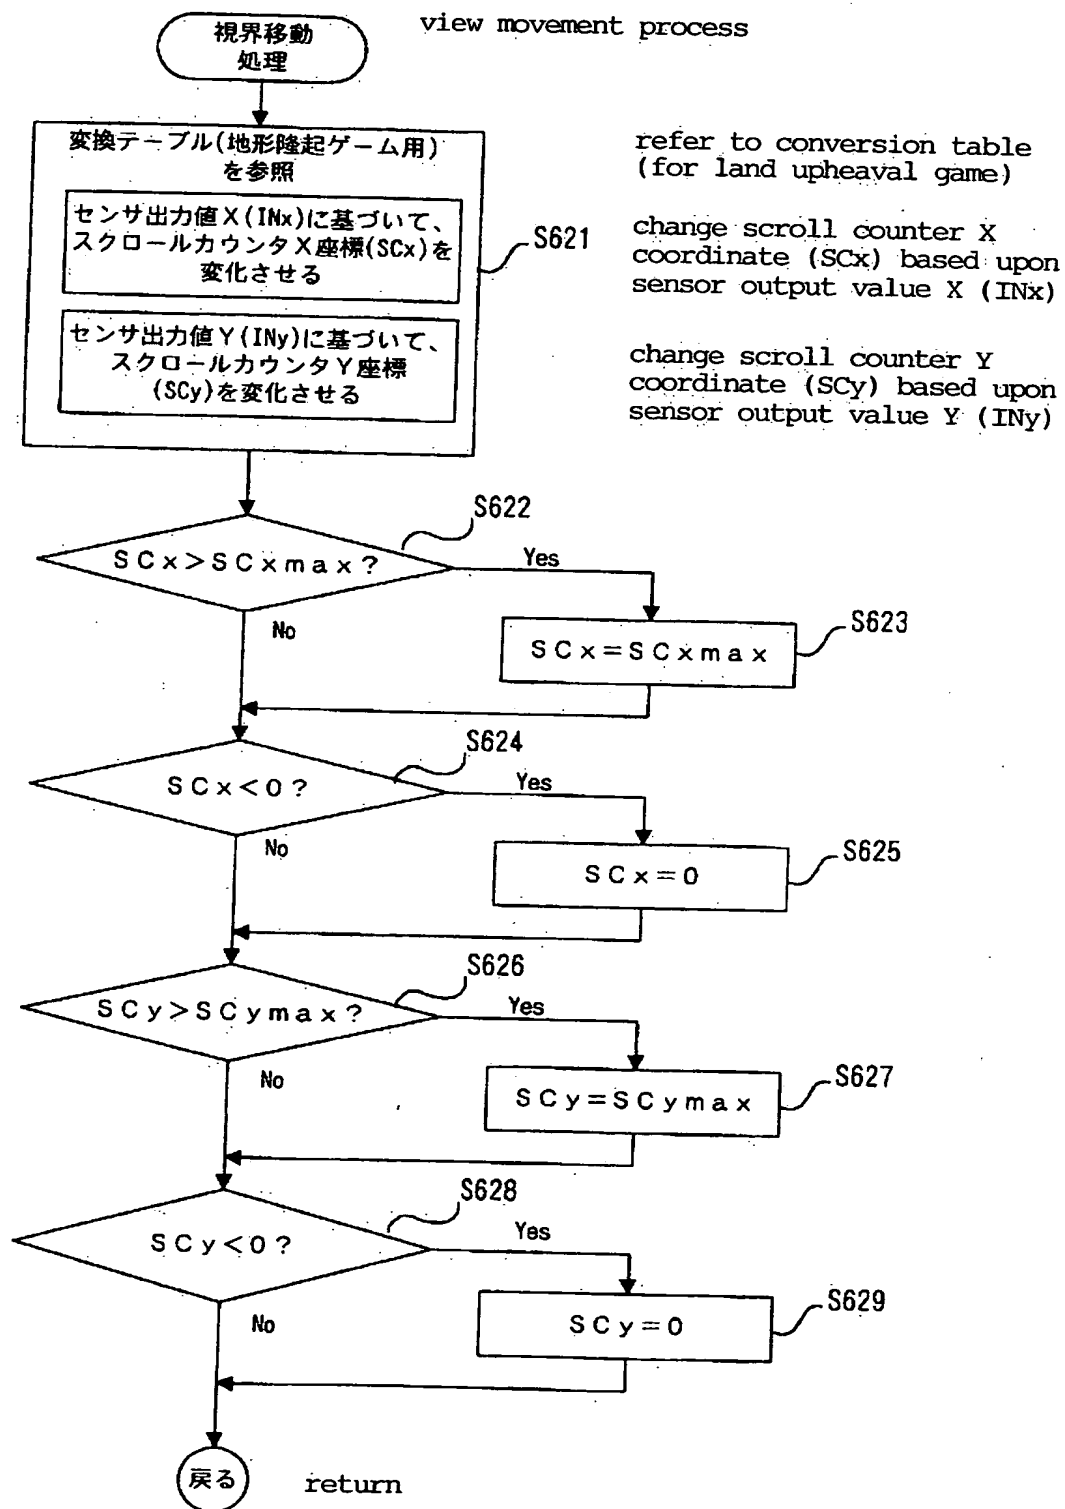 view movement process
視界移動
処理
変換テーブル(地形隆起ゲーム用)
を参照
センサ出力値X(INx)に基づいて、
スクロールカウンタX座標(SCx)を
変化させる
センサ出力値Y(INy)に基づいて、
スクロールカウンタY座標
(SCy)を変化させる
S621
refer to conversion table
(for land upheaval game)
change scroll counter X
coordinate (SCx) based upon
sensor output value X (INx)
change scroll counter Y
coordinate (SCy) based upon
sensor output value Y (INy)
S622
SCx>SCxmax?
Yes
No
S623
SCx=SCxmax
S624
SCx<0?
Yes
No
S625
SCx=0
S626
SCy>SCymax?
Yes
No
S627
SCy=SCymax
S628
SCy<0?
Yes
No
S629
SCy=0
戻る
return